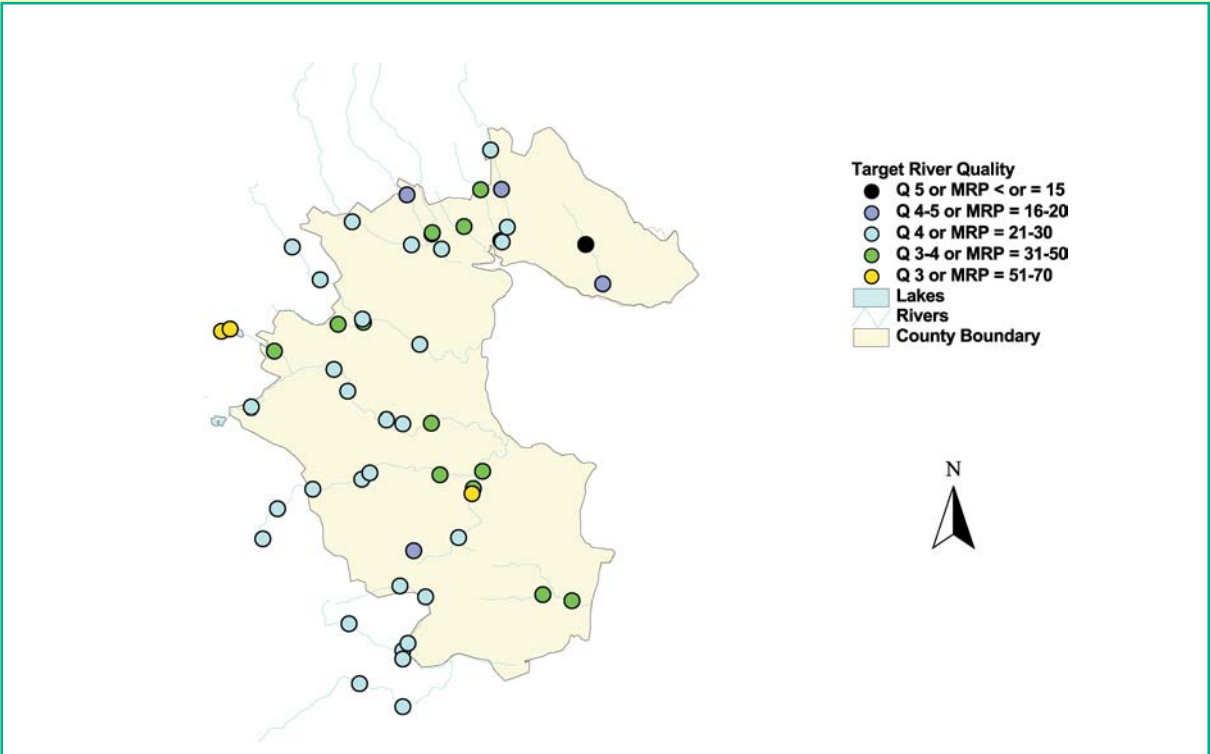 Target River Quality
Q 5 or MRP < or = 15
Q 4-5 or MRP = 16-20
Q 4 or MRP = 21-30
Q 3-4 or MRP = 31-50
Q 3 or MRP = 51-70
Lakes
Rivers
County Boundary
N